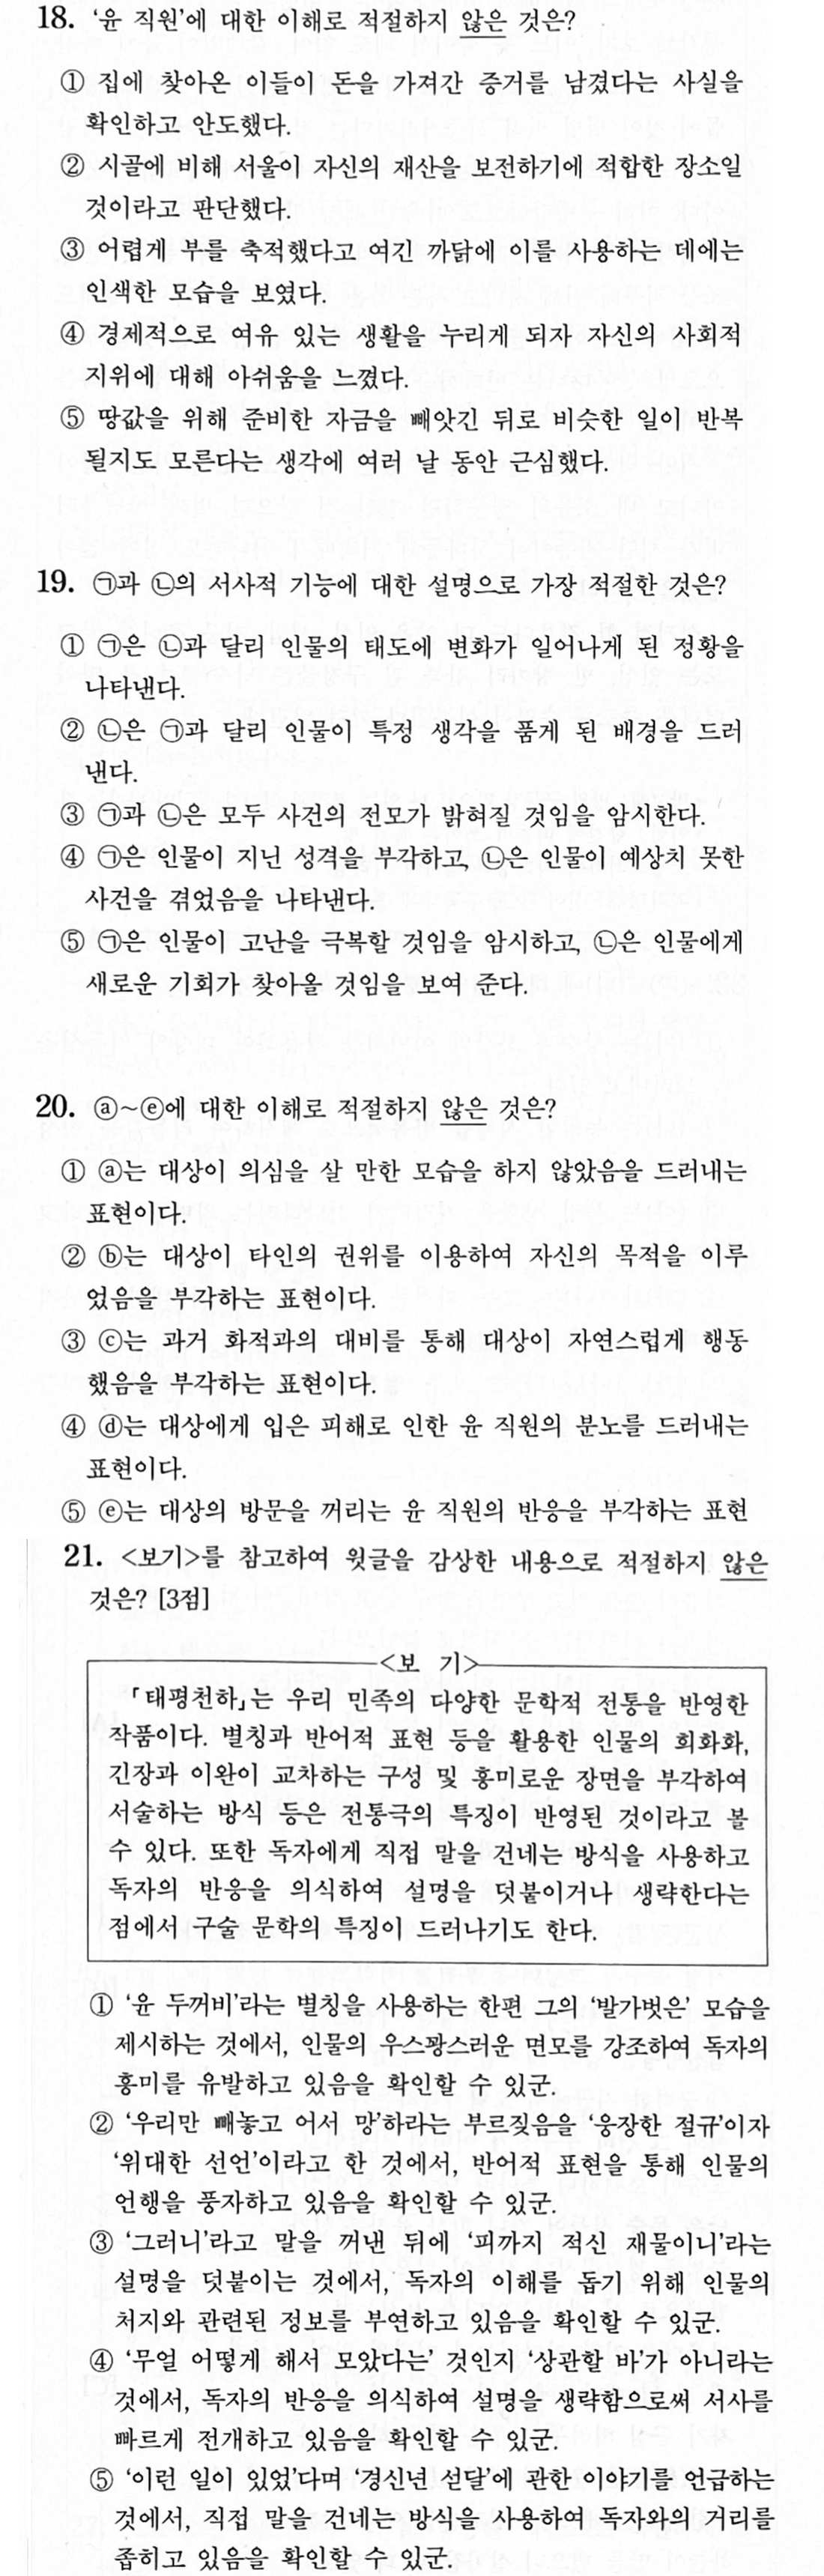 18. ‘윤 직원’에 대한 이해로 적절하지 않은 것은?
① 집에 찾아온 이들이 돈을 가져간 증거를 남겼다는 사실을
확인하고 안도했다.
② 시골에 비해 서울이 자신의 재산을 보전하기에 적합한 장소일
것이라고 판단했다.
③ 어렵게 부를 축적했다고 여긴 까닭에 이를 사용하는 데에는
인색한 모습을 보였다.
④ 경제적으로 여유 있는 생활을 누리게 되자 자신의 사회적
지위에 대해 아쉬움을 느꼈다.
⑤ 땅값을 위해 준비한 자금을 빼앗긴 뒤로 비슷한 일이 반복
될지도 모른다는 생각에 여러 날 동안 근심했다.
19. ㉠과 ㉡의 서사적 기능에 대한 설명으로 가장 적절한 것은?
① ㉠은 ㉡과 달리 인물의 태도에 변화가 일어나게 된 정황을
나타낸다.
② ㉡은 ㉠과 달리 인물이 특정 생각을 품게 된 배경을 드러
낸다.
③ ㉠과 ㉡은 모두 사건의 전모가 밝혀질 것임을 암시한다.
④ ㉠은 인물이 지닌 성격을 부각하고, ㉡은 인물이 예상치 못한
사건을 겪었음을 나타낸다.
⑤ ㉠은 인물이 고난을 극복할 것임을 암시하고, ㉡은 인물에게
새로운 기회가 찾아올 것임을 보여 준다.
20. ⓐ~ⓔ에 대한 이해로 적절하지 않은 것은?
① ⓐ는 대상이 의심을 살 만한 모습을 하지 않았음을 드러내는
표현이다.
② ⓑ는 대상이 타인의 권위를 이용하여 자신의 목적을 이루
었음을 부각하는 표현이다.
③ ⓒ는 과거 화적과의 대비를 통해 대상이 자연스럽게 행동
했음을 부각하는 표현이다.
④ ⓓ는 대상에게 입은 피해로 인한 윤 직원의 분노를 드러내는
표현이다.
⑤ ⓔ는 대상의 방문을 꺼리는 윤 직원의 반응을 부각하는 표현
21. <보기>를 참고하여 윗글을 감상한 내용으로 적절하지 않은
것은? [3점]
<보 기>
「태평천하」는 우리 민족의 다양한 문학적 전통을 반영한
작품이다. 별칭과 반어적 표현 등을 활용한 인물의 희화화,
긴장과 이완이 교차하는 구성 및 흥미로운 장면을 부각하여
서술하는 방식 등은 전통극의 특징이 반영된 것이라고 볼
수 있다. 또한 독자에게 직접 말을 건네는 방식을 사용하고
독자의 반응을 의식하여 설명을 덧붙이거나 생략한다는
점에서 구술 문학의 특징이 드러나기도 한다.
① ‘윤 두꺼비’라는 별칭을 사용하는 한편 그의 ‘발가벗은’ 모습을
제시하는 것에서, 인물의 우스꽝스러운 면모를 강조하여 독자의
흥미를 유발하고 있음을 확인할 수 있군.
② ‘우리만 빼놓고 어서 망’하라는 부르짖음을 ‘웅장한 절규’이자
‘위대한 선언’이라고 한 것에서, 반어적 표현을 통해 인물의
언행을 풍자하고 있음을 확인할 수 있군.
③ ‘그러니’라고 말을 꺼낸 뒤에 ‘피까지 적신 재물이니’라는
설명을 덧붙이는 것에서, 독자의 이해를 돕기 위해 인물의
처지와 관련된 정보를 부연하고 있음을 확인할 수 있군.
④ ‘무얼 어떻게 해서 모았다는’ 것인지 ‘상관할 바’가 아니라는
것에서, 독자의 반응을 의식하여 설명을 생략함으로써 서사를
빠르게 전개하고 있음을 확인할 수 있군.
⑤ ‘이런 일이 있었’다며 ‘경신년 섣달’에 관한 이야기를 언급하는
것에서, 직접 말을 건네는 방식을 사용하여 독자와의 거리를
좁히고 있음을 확인할 수 있군.